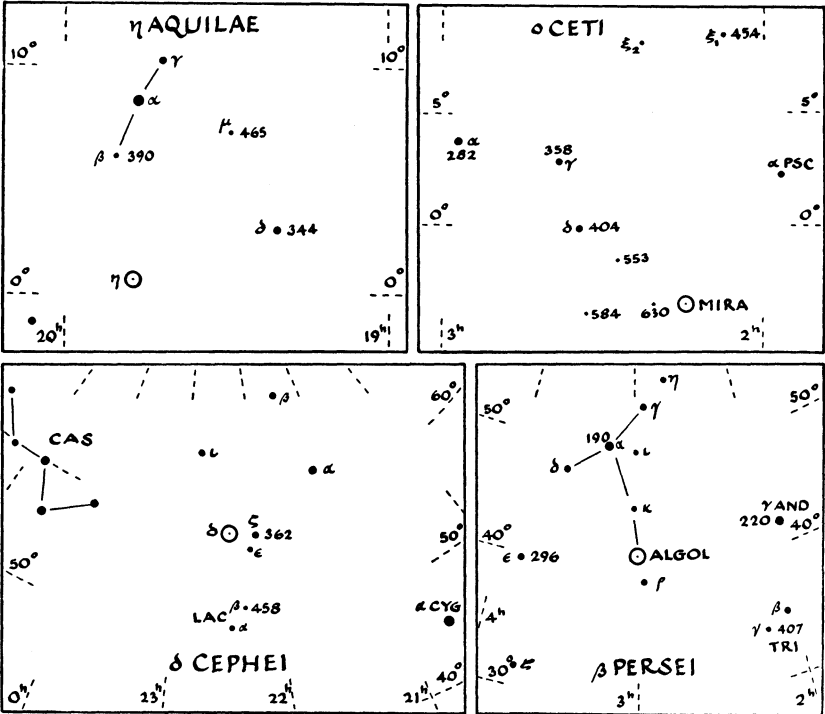 η AQUILAE
10° 10°
γ
α
μ
465
β 390
δ 344
η
0° 0°
20ʰ 19ʰ
ο CETI
ξ₂ ξ₁ 454
5° 5°
α
282
358
γ
α PSC
0° 0°
δ 404
553
584 630 MIRA
3ʰ 2ʰ
β 60°
CAS
ι α
δ ζ 362
ε
50° 50°
β 458
LAC α
α CYG
δ CEPHEI
40°
0ʰ 23ʰ 22ʰ 21ʰ
η
50° γ 50°
190 α
ι
δ
κ
γ AND
220
40° 40°
ε 296 ALGOL
ρ
4ʰ
β
γ 407
TRI
30° ζ
β PERSEI
3ʰ 2ʰ